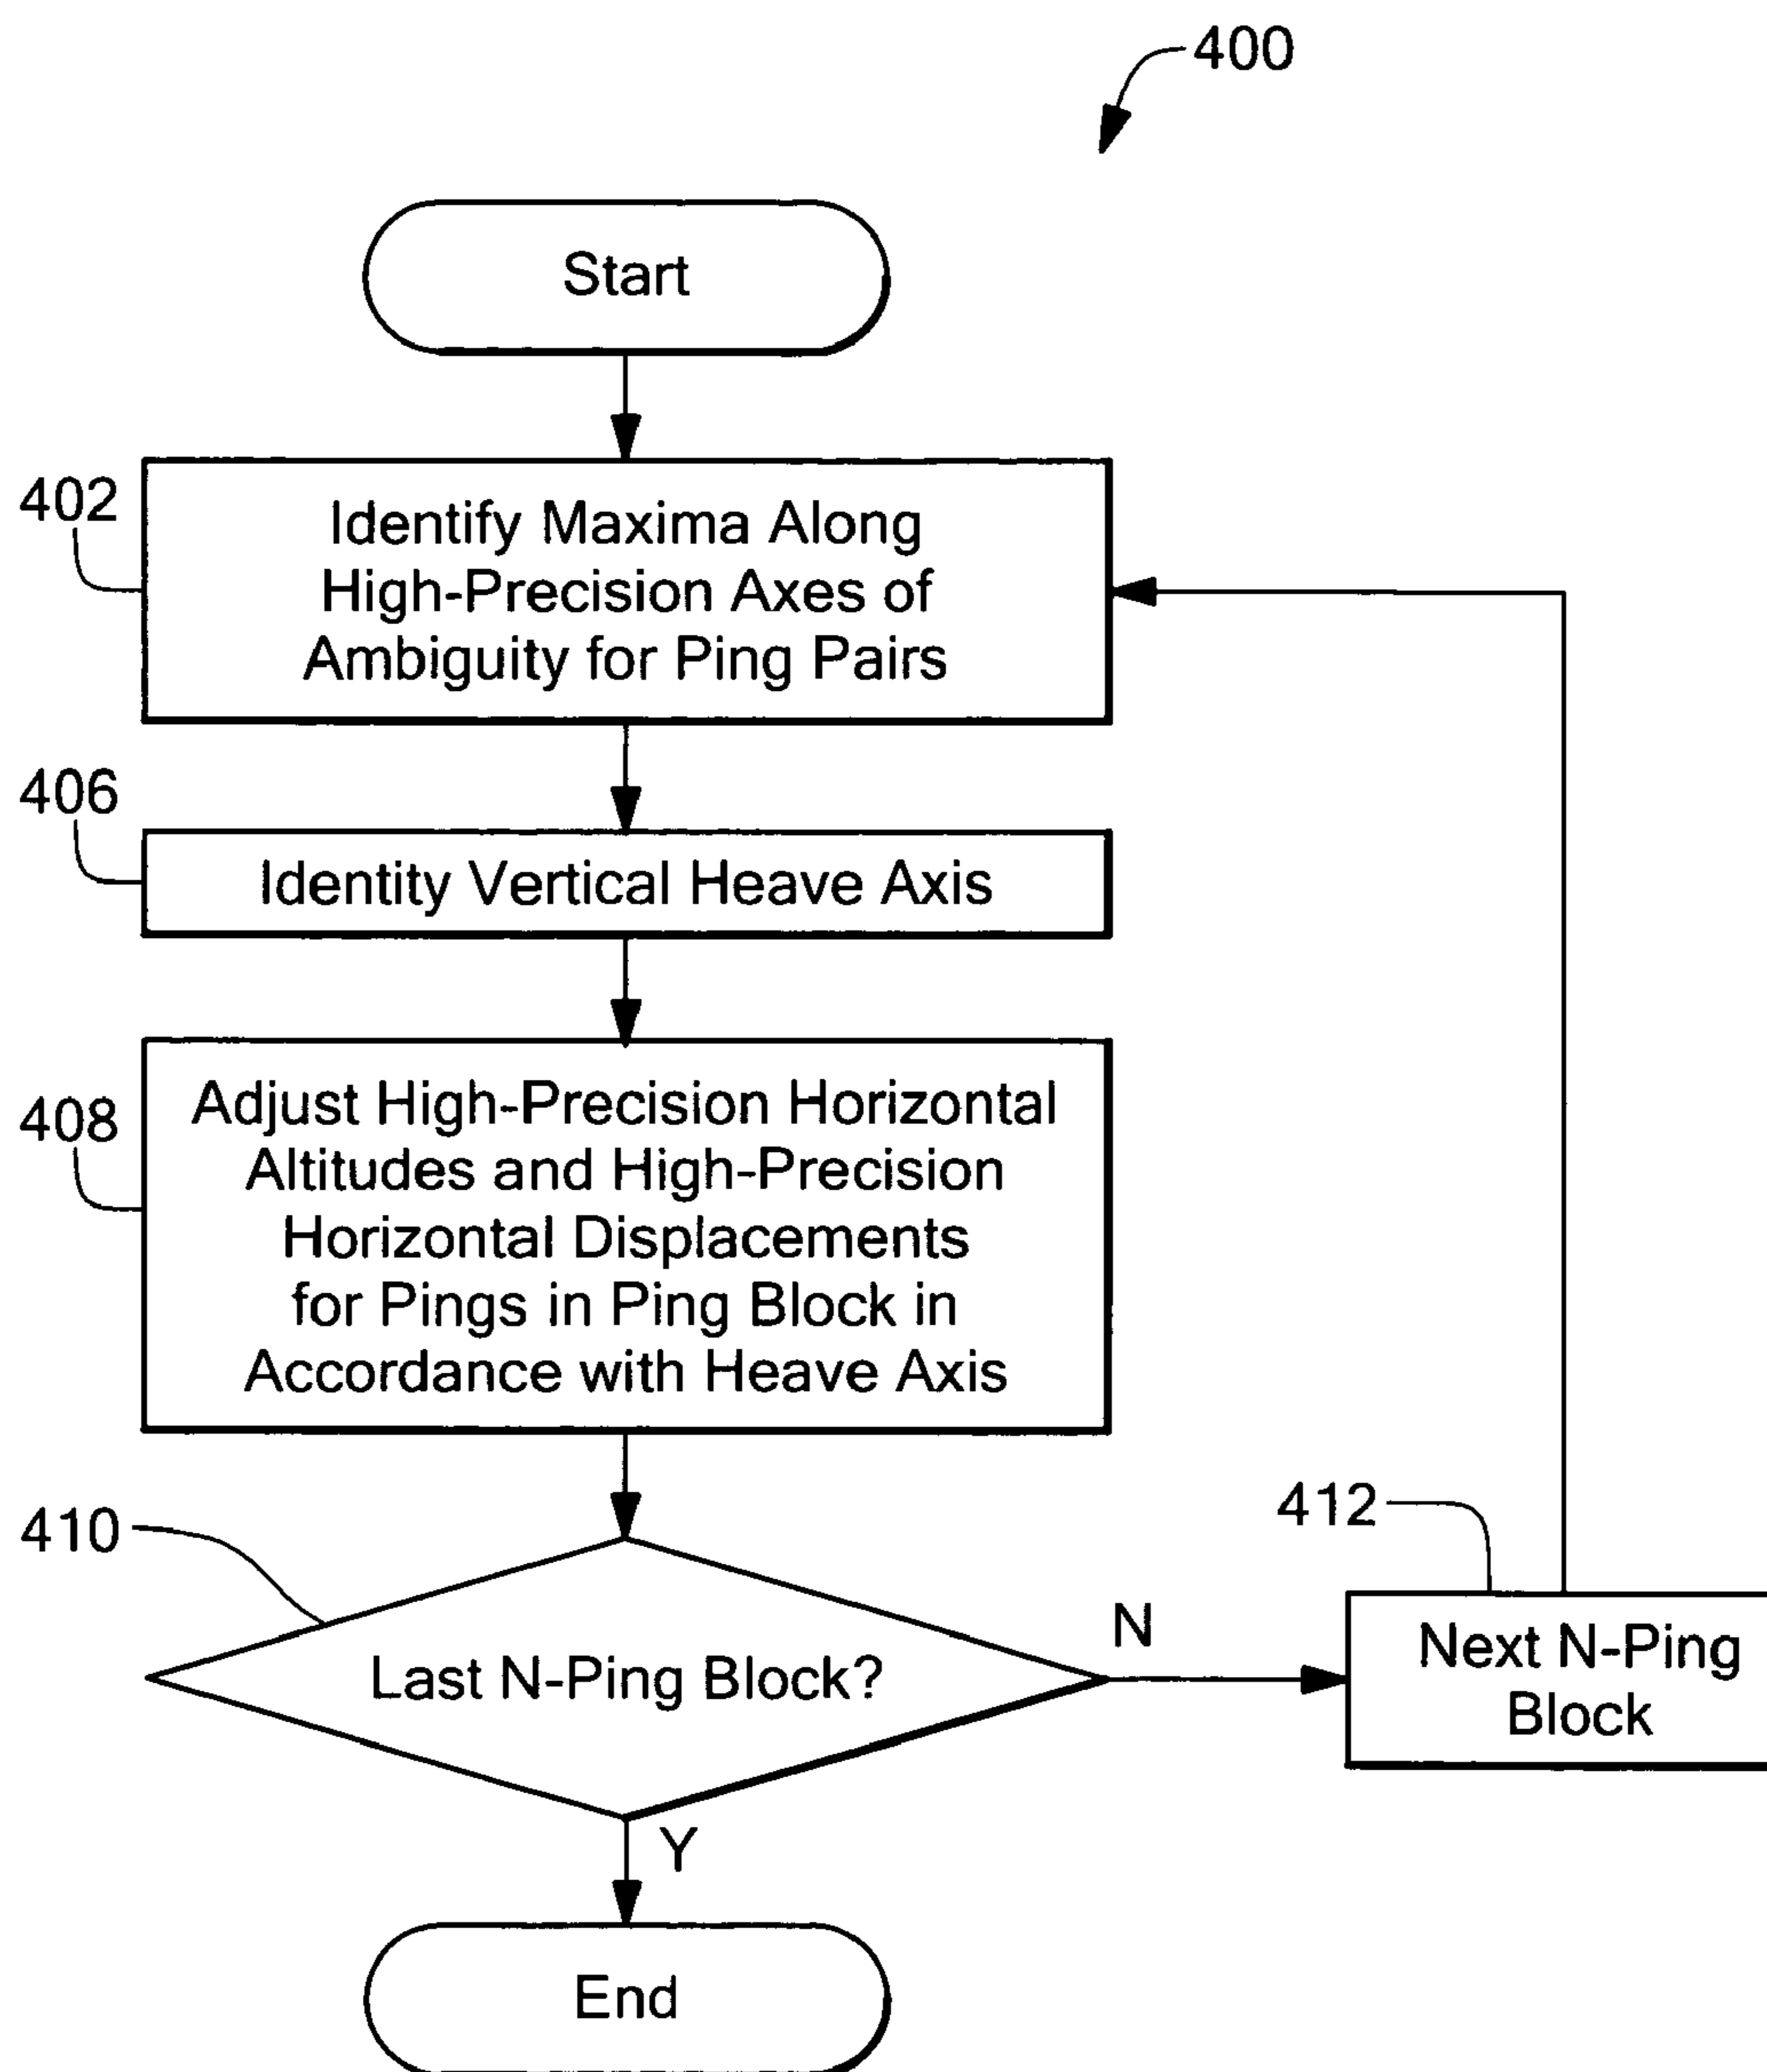 400
Start
402
Identify Maxima Along
High-Precision Axes of
Ambiguity for Ping Pairs
406
Identity Vertical Heave Axis
408
Adjust High-Precision Horizontal
Altitudes and High-Precision
Horizontal Displacements
for Pings in Ping Block in
Accordance with Heave Axis
410
Last N-Ping Block?
N
412
Next N-Ping
Block
Y
End